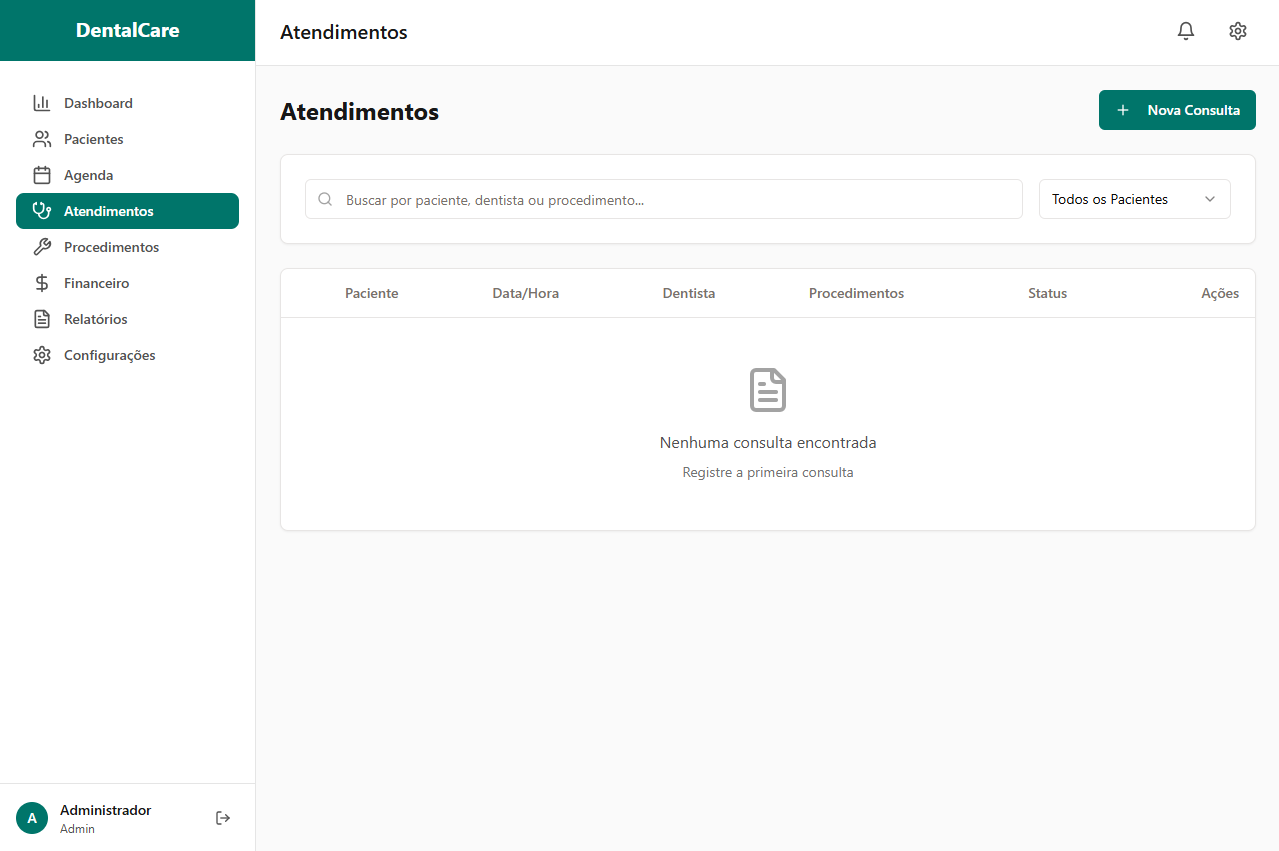 DentalCare
Atendimentos
Dashboard
Pacientes
Agenda
Atendimentos
Procedimentos
Financeiro
Relatórios
Configurações
A
Administrador
Admin
Atendimentos
Nova Consulta
Buscar por paciente, dentista ou procedimento...
Todos os Pacientes
Paciente Data/Hora Dentista Procedimentos Status Ações
Nenhuma consulta encontrada
Registre a primeira consulta